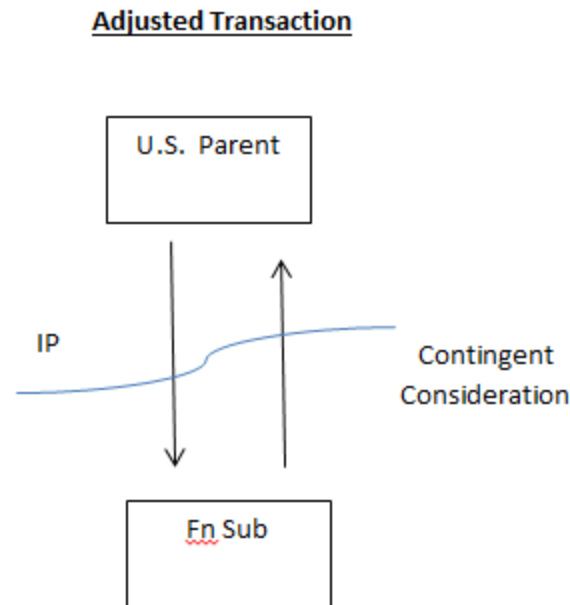 Adjusted Transaction
U.S. Parent
IP
Contingent
Consideration
Fn Sub